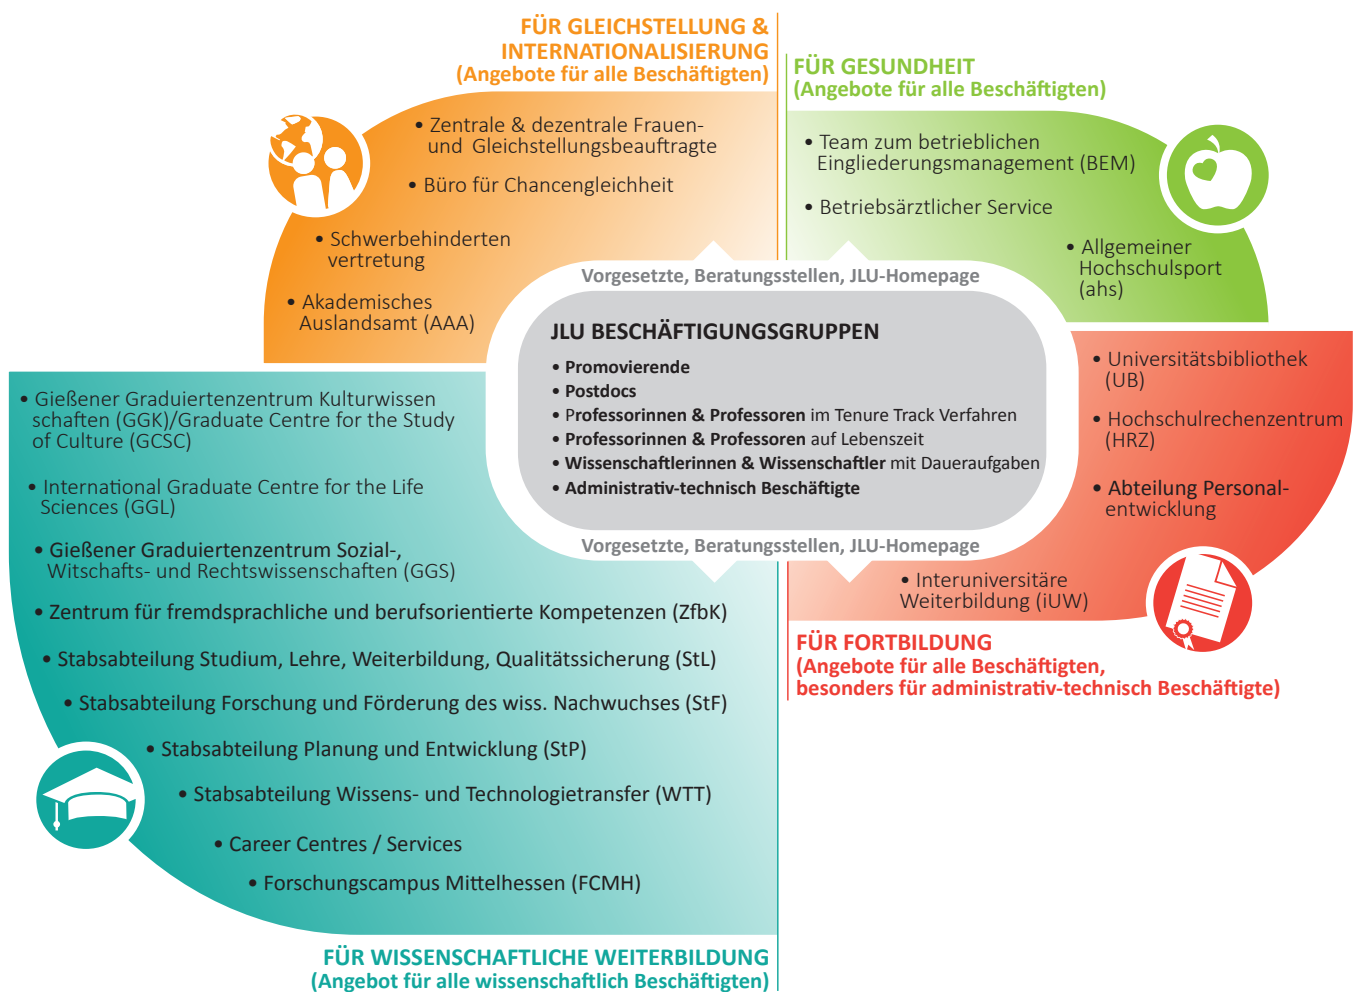 FÜR GLEICHSTELLUNG &
INTERNATIONALISIERUNG
(Angebote für alle Beschäftigten)
• Zentrale & dezentrale Frauen-
und Gleichstellungsbeauftragte
• Büro für Chancengleichheit
• Schwerbehinderten
vertretung
• Akademisches
Auslandsamt (AAA)
FÜR GESUNDHEIT
(Angebote für alle Beschäftigten)
• Team zum betrieblichen
Eingliederungsmanagement (BEM)
• Betriebsärztlicher Service
• Allgemeiner
Hochschulsport
(ahs)
Vorgesetzte, Beratungsstellen, JLU-Homepage
JLU BESCHÄFTIGUNGSGRUPPEN
• Promovierende
• Postdocs
• Professorinnen & Professoren im Tenure Track Verfahren
• Professorinnen & Professoren auf Lebenszeit
• Wissenschaftlerinnen & Wissenschaftler mit Daueraufgaben
• Administrativ-technisch Beschäftigte
Vorgesetzte, Beratungsstellen, JLU-Homepage
• Gießener Graduiertenzentrum Kulturwissen
schaften (GGK)/Graduate Centre for the Study
of Culture (GCSC)
• International Graduate Centre for the Life
Sciences (GGL)
• Gießener Graduiertenzentrum Sozial-,
Witschafts- und Rechtswissenschaften (GGS)
• Zentrum für fremdsprachliche und berufsorientierte Kompetenzen (ZfbK)
• Stabsabteilung Studium, Lehre, Weiterbildung, Qualitätssicherung (StL)
• Stabsabteilung Forschung und Förderung des wiss. Nachwuchses (StF)
• Stabsabteilung Planung und Entwicklung (StP)
• Stabsabteilung Wissens- und Technologietransfer (WTT)
• Career Centres / Services
• Forschungscampus Mittelhessen (FCMH)
FÜR WISSENSCHAFTLICHE WEITERBILDUNG
(Angebot für alle wissenschaftlich Beschäftigten)
• Universitätsbibliothek
(UB)
• Hochschulrechenzentrum
(HRZ)
• Abteilung Personal-
entwicklung
• Interuniversitäre
Weiterbildung (iUW)
FÜR FORTBILDUNG
(Angebote für alle Beschäftigten,
besonders für administrativ-technisch Beschäftigte)